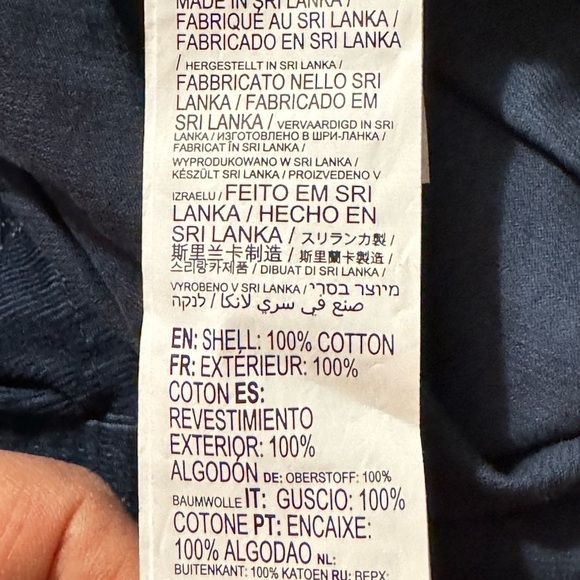 MADE IN SRI LANKA /
FABRIQUÉ AU SRI LANKA /
FABRICADO EN SRI LANKA
/ HERGESTELLT IN SRI LANKA /
FABBRICATO NELLO SRI
LANKA / FABRICADO EM
SRI LANKA / VERVAARDIGD IN SRI
LANKA / ИЗГОТОВЛЕНО В ШРИ-ЛАНКА /
FABRICAT ÎN SRI LANKA /
WYPRODUKOWANO W SRI LANKA /
KÉSZÜLT SRI LANKA / PROIZVEDENO V
IZRAELU / FEITO EM SRI
LANKA / HECHO EN
SRI LANKA / スリランカ製 /
斯里兰卡制造 / 斯里蘭卡製造 /
스리랑카제품 / DIBUAT DI SRI LANKA /
VYROBENO V SRI LANKA / מיוצר בסרי
לנקה / صنع في سري لانكا
EN: SHELL: 100% COTTON
FR: EXTÉRIEUR: 100%
COTON ES:
REVESTIMIENTO
EXTERIOR: 100%
ALGODÓN DE: OBERSTOFF: 100%
BAUMWOLLE IT: GUSCIO: 100%
COTONE PT: ENCAIXE:
100% ALGODAO NL:
BUITENKANT: 100% KATOEN RU: ВЕРХ: